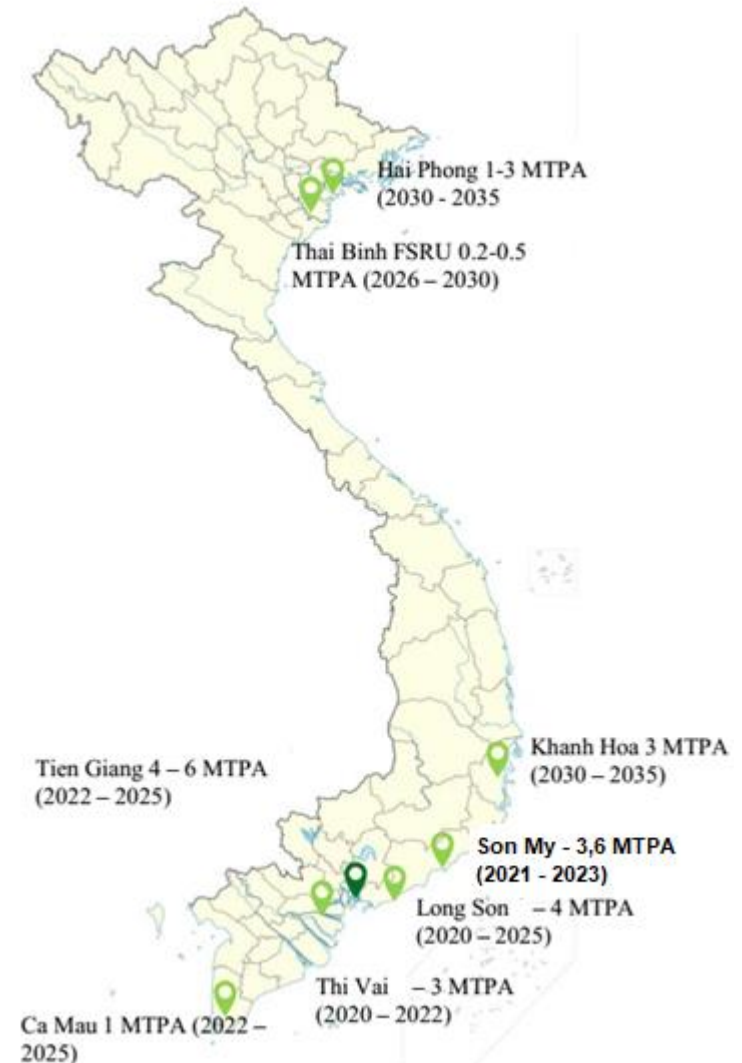 Hai Phong 1-3 MTPA
(2030 - 2035
Thai Binh FSRU 0.2-0.5
MTPA (2026 – 2030)
Khanh Hoa 3 MTPA
(2030 – 2035)
Tien Giang 4 – 6 MTPA
(2022 – 2025)
Son My - 3,6 MTPA
(2021 - 2023)
Long Son – 4 MTPA
(2020 – 2025)
Thi Vai – 3 MTPA
(2020 – 2022)
Ca Mau 1 MTPA (2022 –
2025)